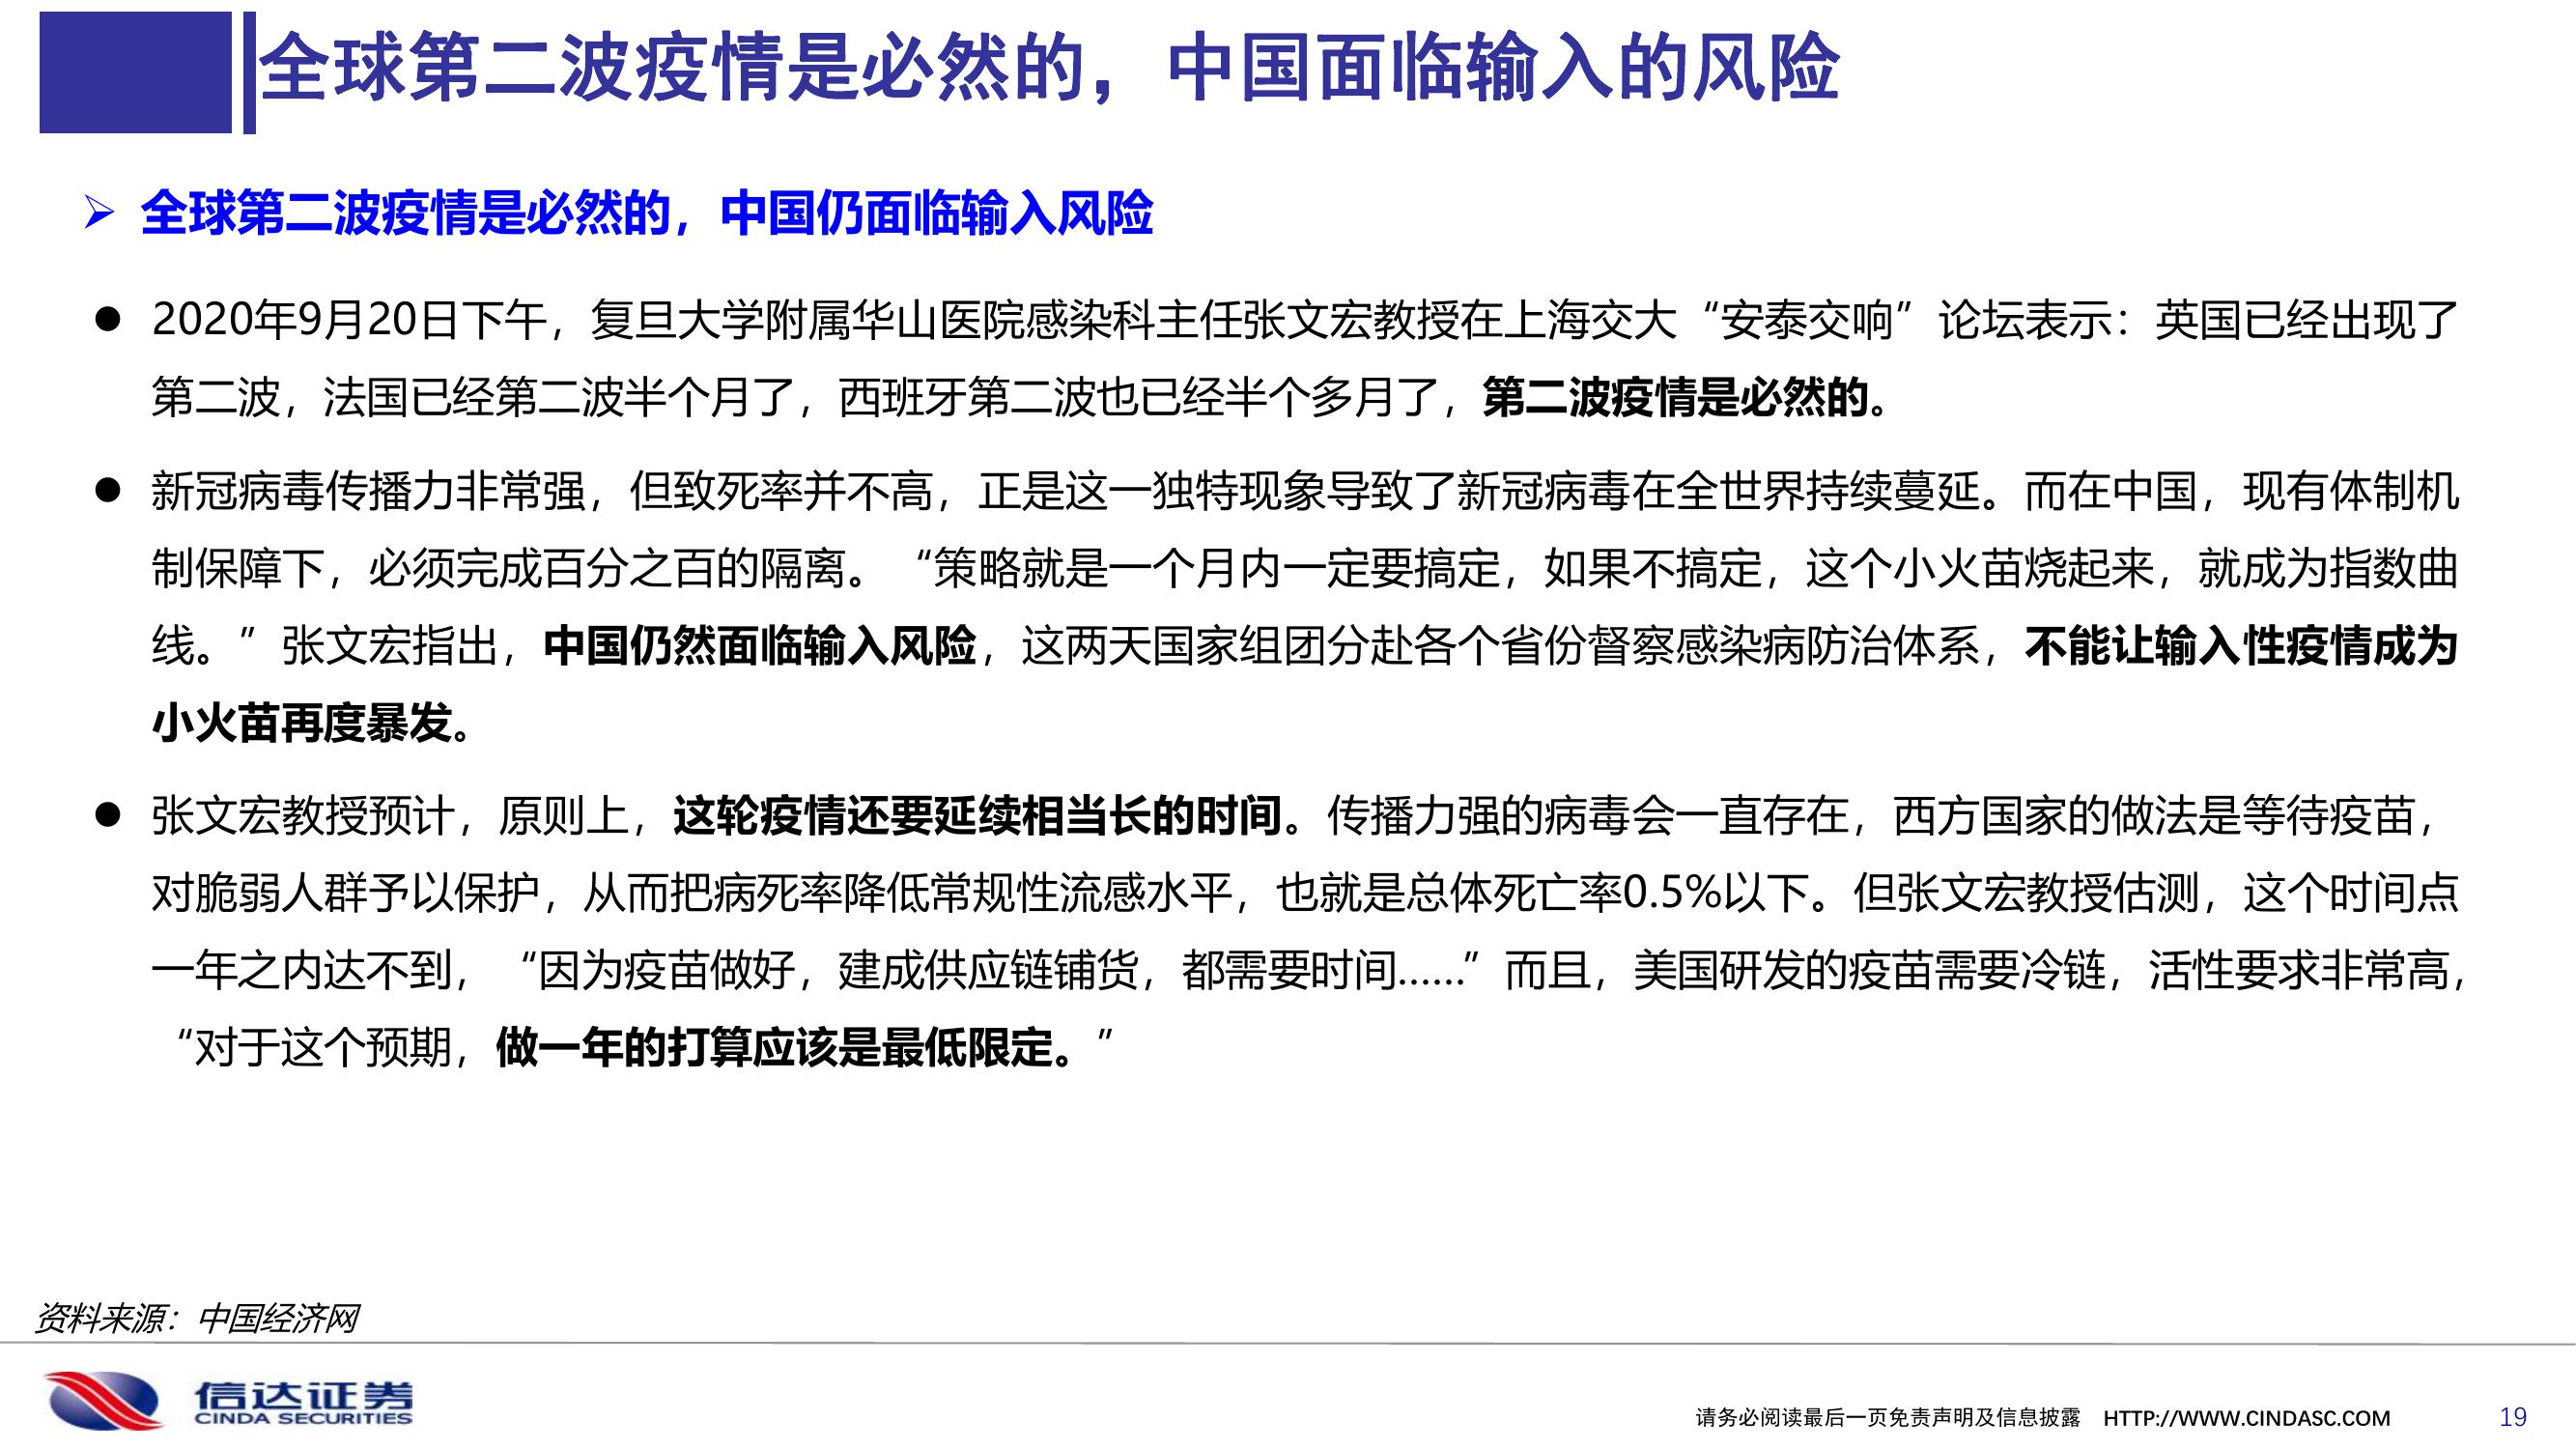 全球第二波疫情是必然的，中国面临输入的风险
➢ 全球第二波疫情是必然的，中国仍面临输入风险
● 2020年9月20日下午，复旦大学附属华山医院感染科主任张文宏教授在上海交大“安泰交响”论坛表示：英国已经出现了
第二波，法国已经第二波半个月了，西班牙第二波也已经半个多月了，第二波疫情是必然的。
● 新冠病毒传播力非常强，但致死率并不高，正是这一独特现象导致了新冠病毒在全世界持续蔓延。而在中国，现有体制机
制保障下，必须完成百分之百的隔离。“策略就是一个月内一定要搞定，如果不搞定，这个小火苗烧起来，就成为指数曲
线。”张文宏指出，中国仍然面临输入风险，这两天国家组团分赴各个省份督察感染病防治体系，不能让输入性疫情成为
小火苗再度暴发。
● 张文宏教授预计，原则上，这轮疫情还要延续相当长的时间。传播力强的病毒会一直存在，西方国家的做法是等待疫苗，
对脆弱人群予以保护，从而把病死率降低常规性流感水平，也就是总体死亡率0.5%以下。但张文宏教授估测，这个时间点
一年之内达不到，“因为疫苗做好，建成供应链铺货，都需要时间……”而且，美国研发的疫苗需要冷链，活性要求非常高，
“对于这个预期，做一年的打算应该是最低限定。”
资料来源：中国经济网
信达证券
CINDA SECURITIES
请务必阅读最后一页免责声明及信息披露 HTTP://WWW.CINDASC.COM 19